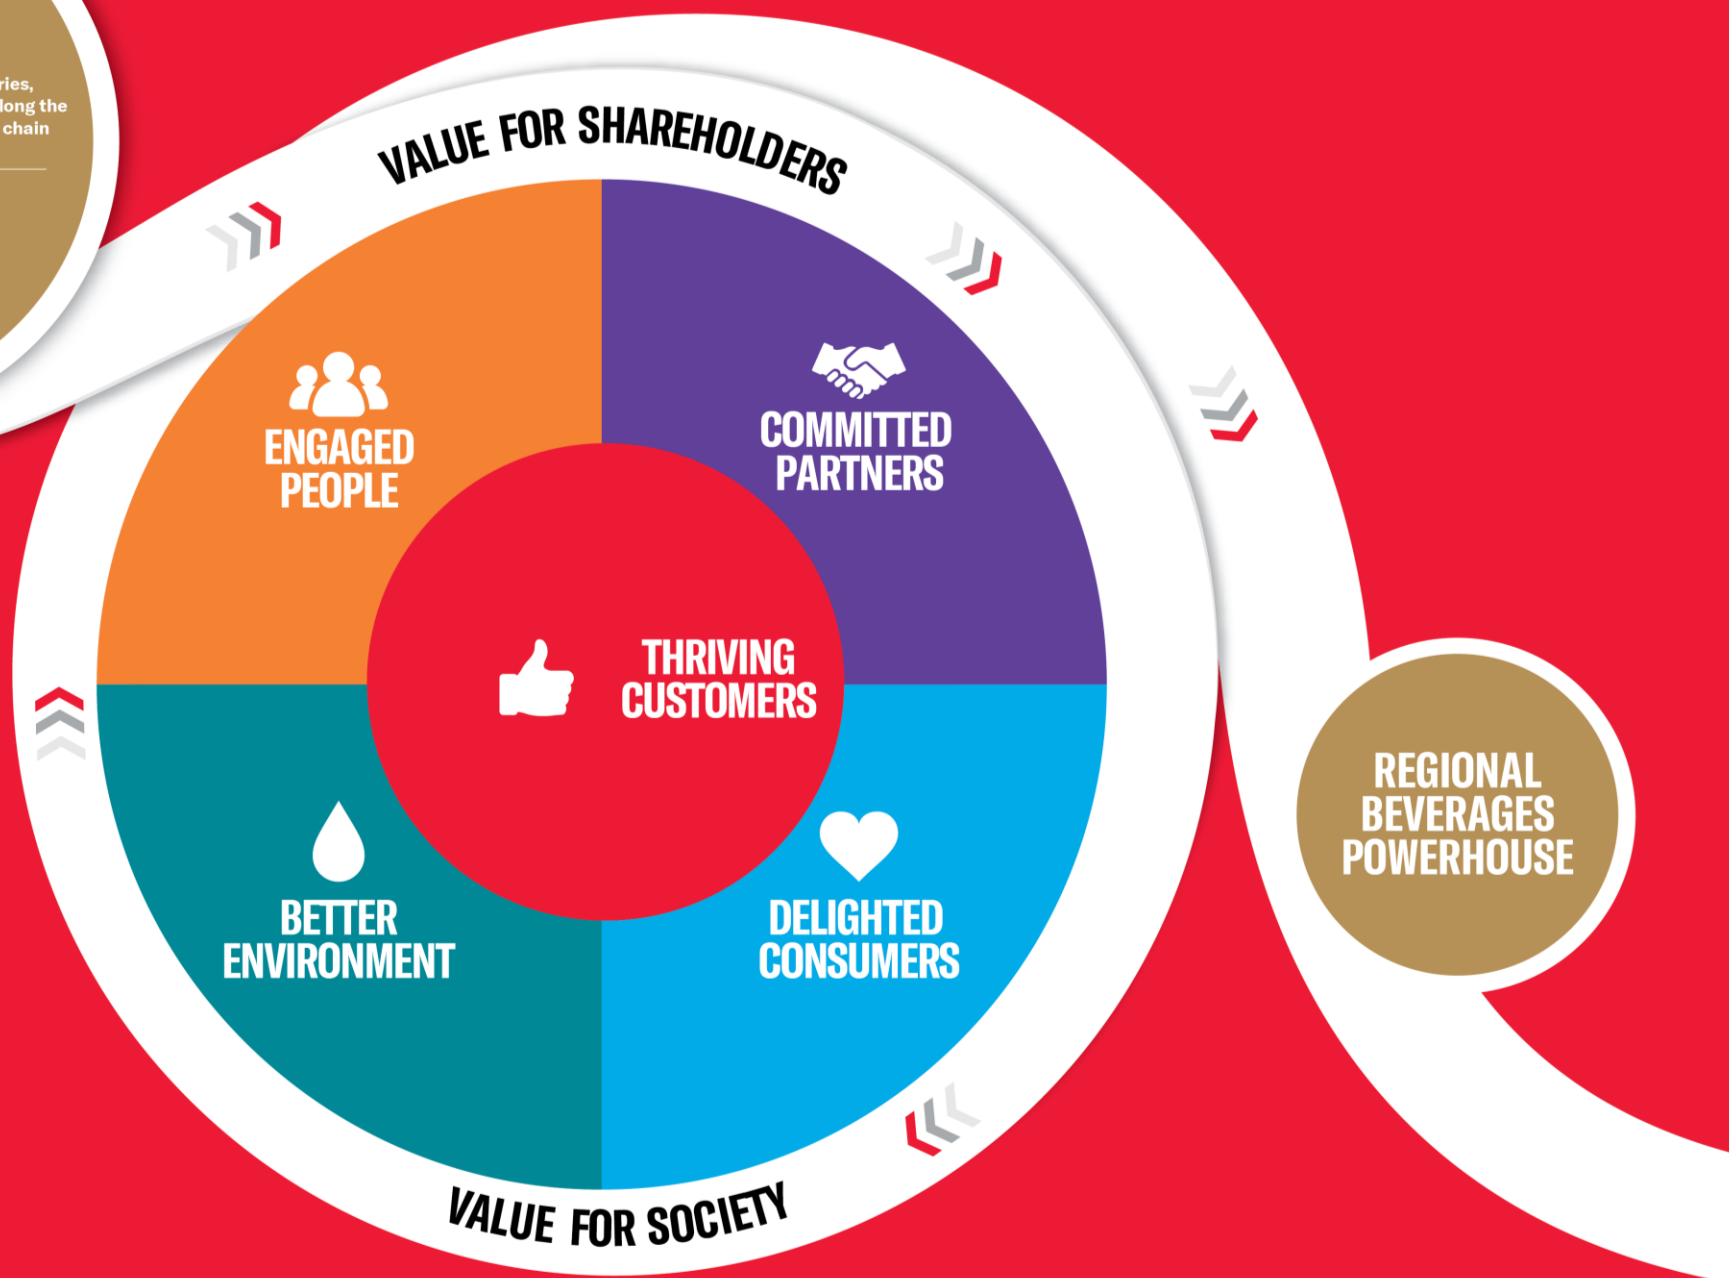 long the
chain
VALUE FOR SHAREHOLDERS
ENGAGED
PEOPLE
COMMITTED
PARTNERS
THRIVING
CUSTOMERS
BETTER
ENVIRONMENT
DELIGHTED
CONSUMERS
VALUE FOR SOCIETY
REGIONAL
BEVERAGES
POWERHOUSE